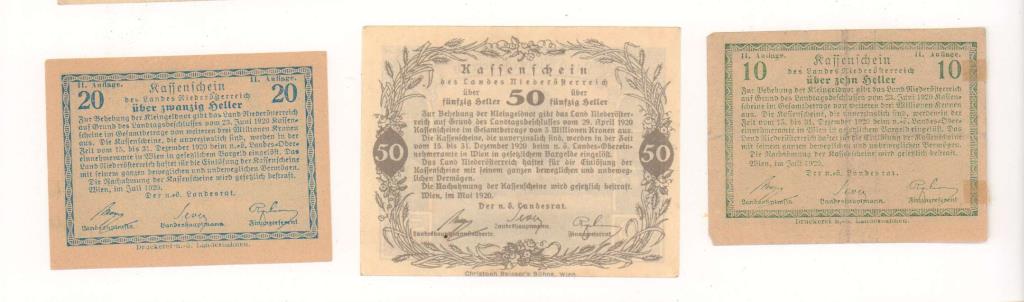 II. Auflage. II. Auflage.
20 Kassenschein 20
des Landes Niederösterreich
über zwanzig Heller
Zur Behebung der Kleingeldnot gibt das Land Niederösterreich
auf Grund des Landtagsbeschlusses vom 23. Juni 1920 Kassen-
scheine im Gesamtbetrage von weiteren drei Millionen Kronen
aus. Die Kassenscheine, die unverzinslich sind, werden in der
Zeit vom 15. bis 31. Dezember 1920 beim n.-ö. Landes-Ober-
einnehmeramte in Wien in gesetzlichem Bargeld eingelöst. Das
Land Niederösterreich haftet für die Einlösung der Kassenscheine
mit seinem ganzen beweglichen und unbeweglichen Vermögen.
Die Nachahmung der Kassenscheine wird gesetzlich bestraft.
Wien, im Juli 1920.
Der n.-ö. Landesrat.
Landeshauptmann. Finanzreferent
Druckerei n.-ö. Landesanstalten.
Kassenschein
des Landes Niederösterreich
über 50 über
fünfzig Heller fünfzig Heller
Zur Behebung der Kleingeldnot gibt das Land Niederöster-
reich auf Grund des Landtagsbeschlusses vom 29. April 1920
Kassenscheine im Gesamtbetrage von 5 Millionen Kronen aus.
Die Kassenscheine, die unverzinslich sind, werden in der Zeit
vom 15. bis 31. Dezember 1920 beim n. ö. Landes-Oberein-
50 nehmeramte in Wien in gesetzlichem Bargelde eingelöst. 50
Das Land Niederösterreich haftet für die Einlösung der
Kassenscheine mit seinem ganzen beweglichen und unbeweg-
lichen Vermögen.
Die Nachahmung der Kassenscheine wird gesetzlich bestraft.
Wien, im Mai 1920.
Der n. ö. Landesrat.
Landeshauptmannstellvertr. Landeshauptmann. Finanzreferent
Christoph Reisser's Söhne, Wien.
II. Auflage. II. Auflage.
10 Kassenschein 10
des Landes Niederösterreich
über zehn Heller
Zur Behebung der Kleingeldnot gibt das Land Niederösterreich
auf Grund des Landtagsbeschlusses vom 23. Juni 1920 Kassen-
scheine im Gesamtbetrage von weiteren drei Millionen Kronen
aus. Die Kassenscheine, die unverzinslich sind, werden in der
Zeit vom 15. bis 31. Dezember 1920 beim n.-ö. Landes-Ober-
einnehmeramte in Wien in gesetzlichem Bargeld eingelöst. Das
Land Niederösterreich haftet für die Einlösung der Kassenscheine
mit seinem ganzen beweglichen und unbeweglichen Vermögen.
Die Nachahmung der Kassenscheine wird gesetzlich bestraft.
Wien, im Juli 1920.
Der n.-ö. Landesrat.
Landeshauptmann. Finanzreferent
Druckerei n.-ö. Landesanstalten.